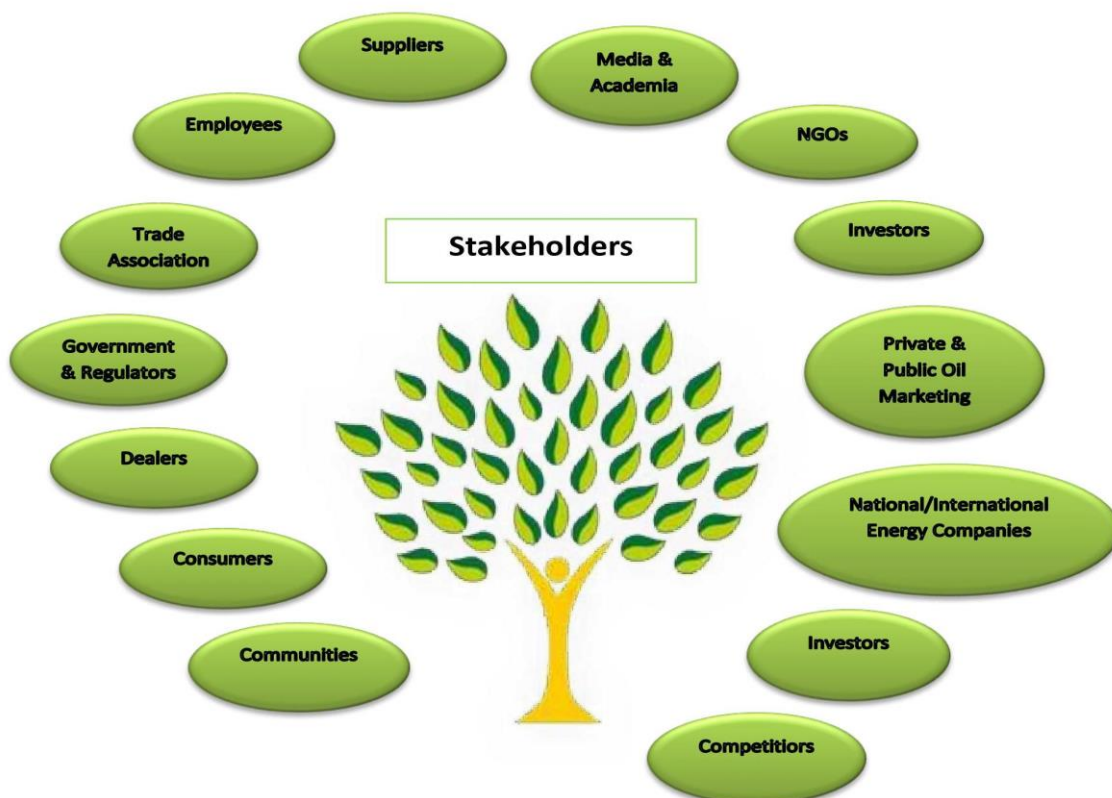 Suppliers
Media &
Academia
Employees
NGOs
Trade
Association
Stakeholders
Investors
Government
& Regulators
Private &
Public Oil
Marketing
Dealers
National/International
Energy Companies
Consumers
Communities
Investors
Competitiors